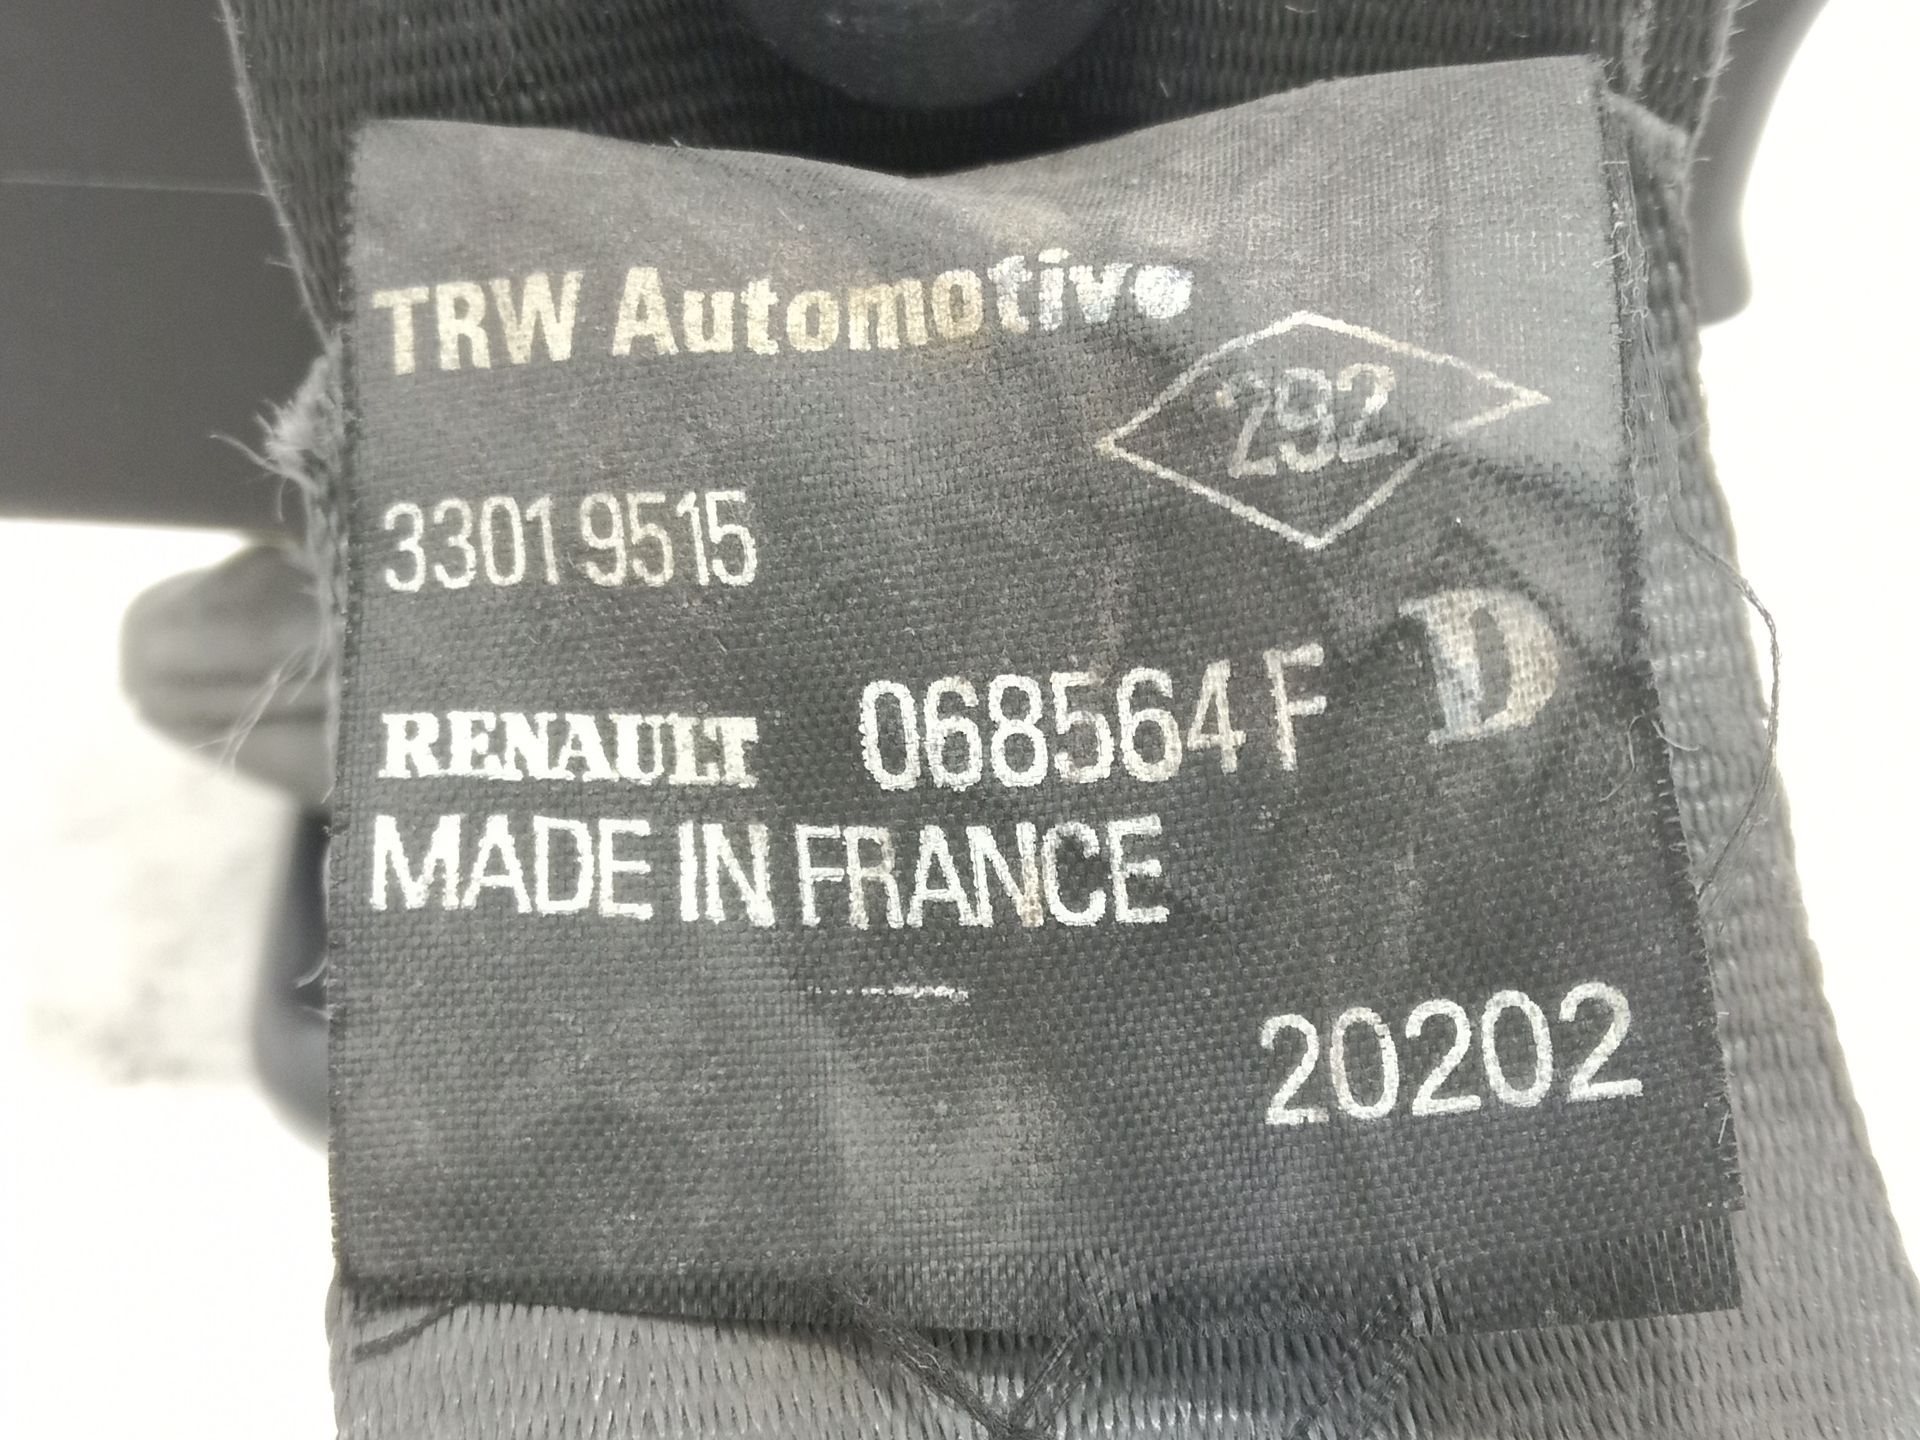 TRW Automotive
292
3301 9515
RENAULT 068564 F D
MADE IN FRANCE
20202